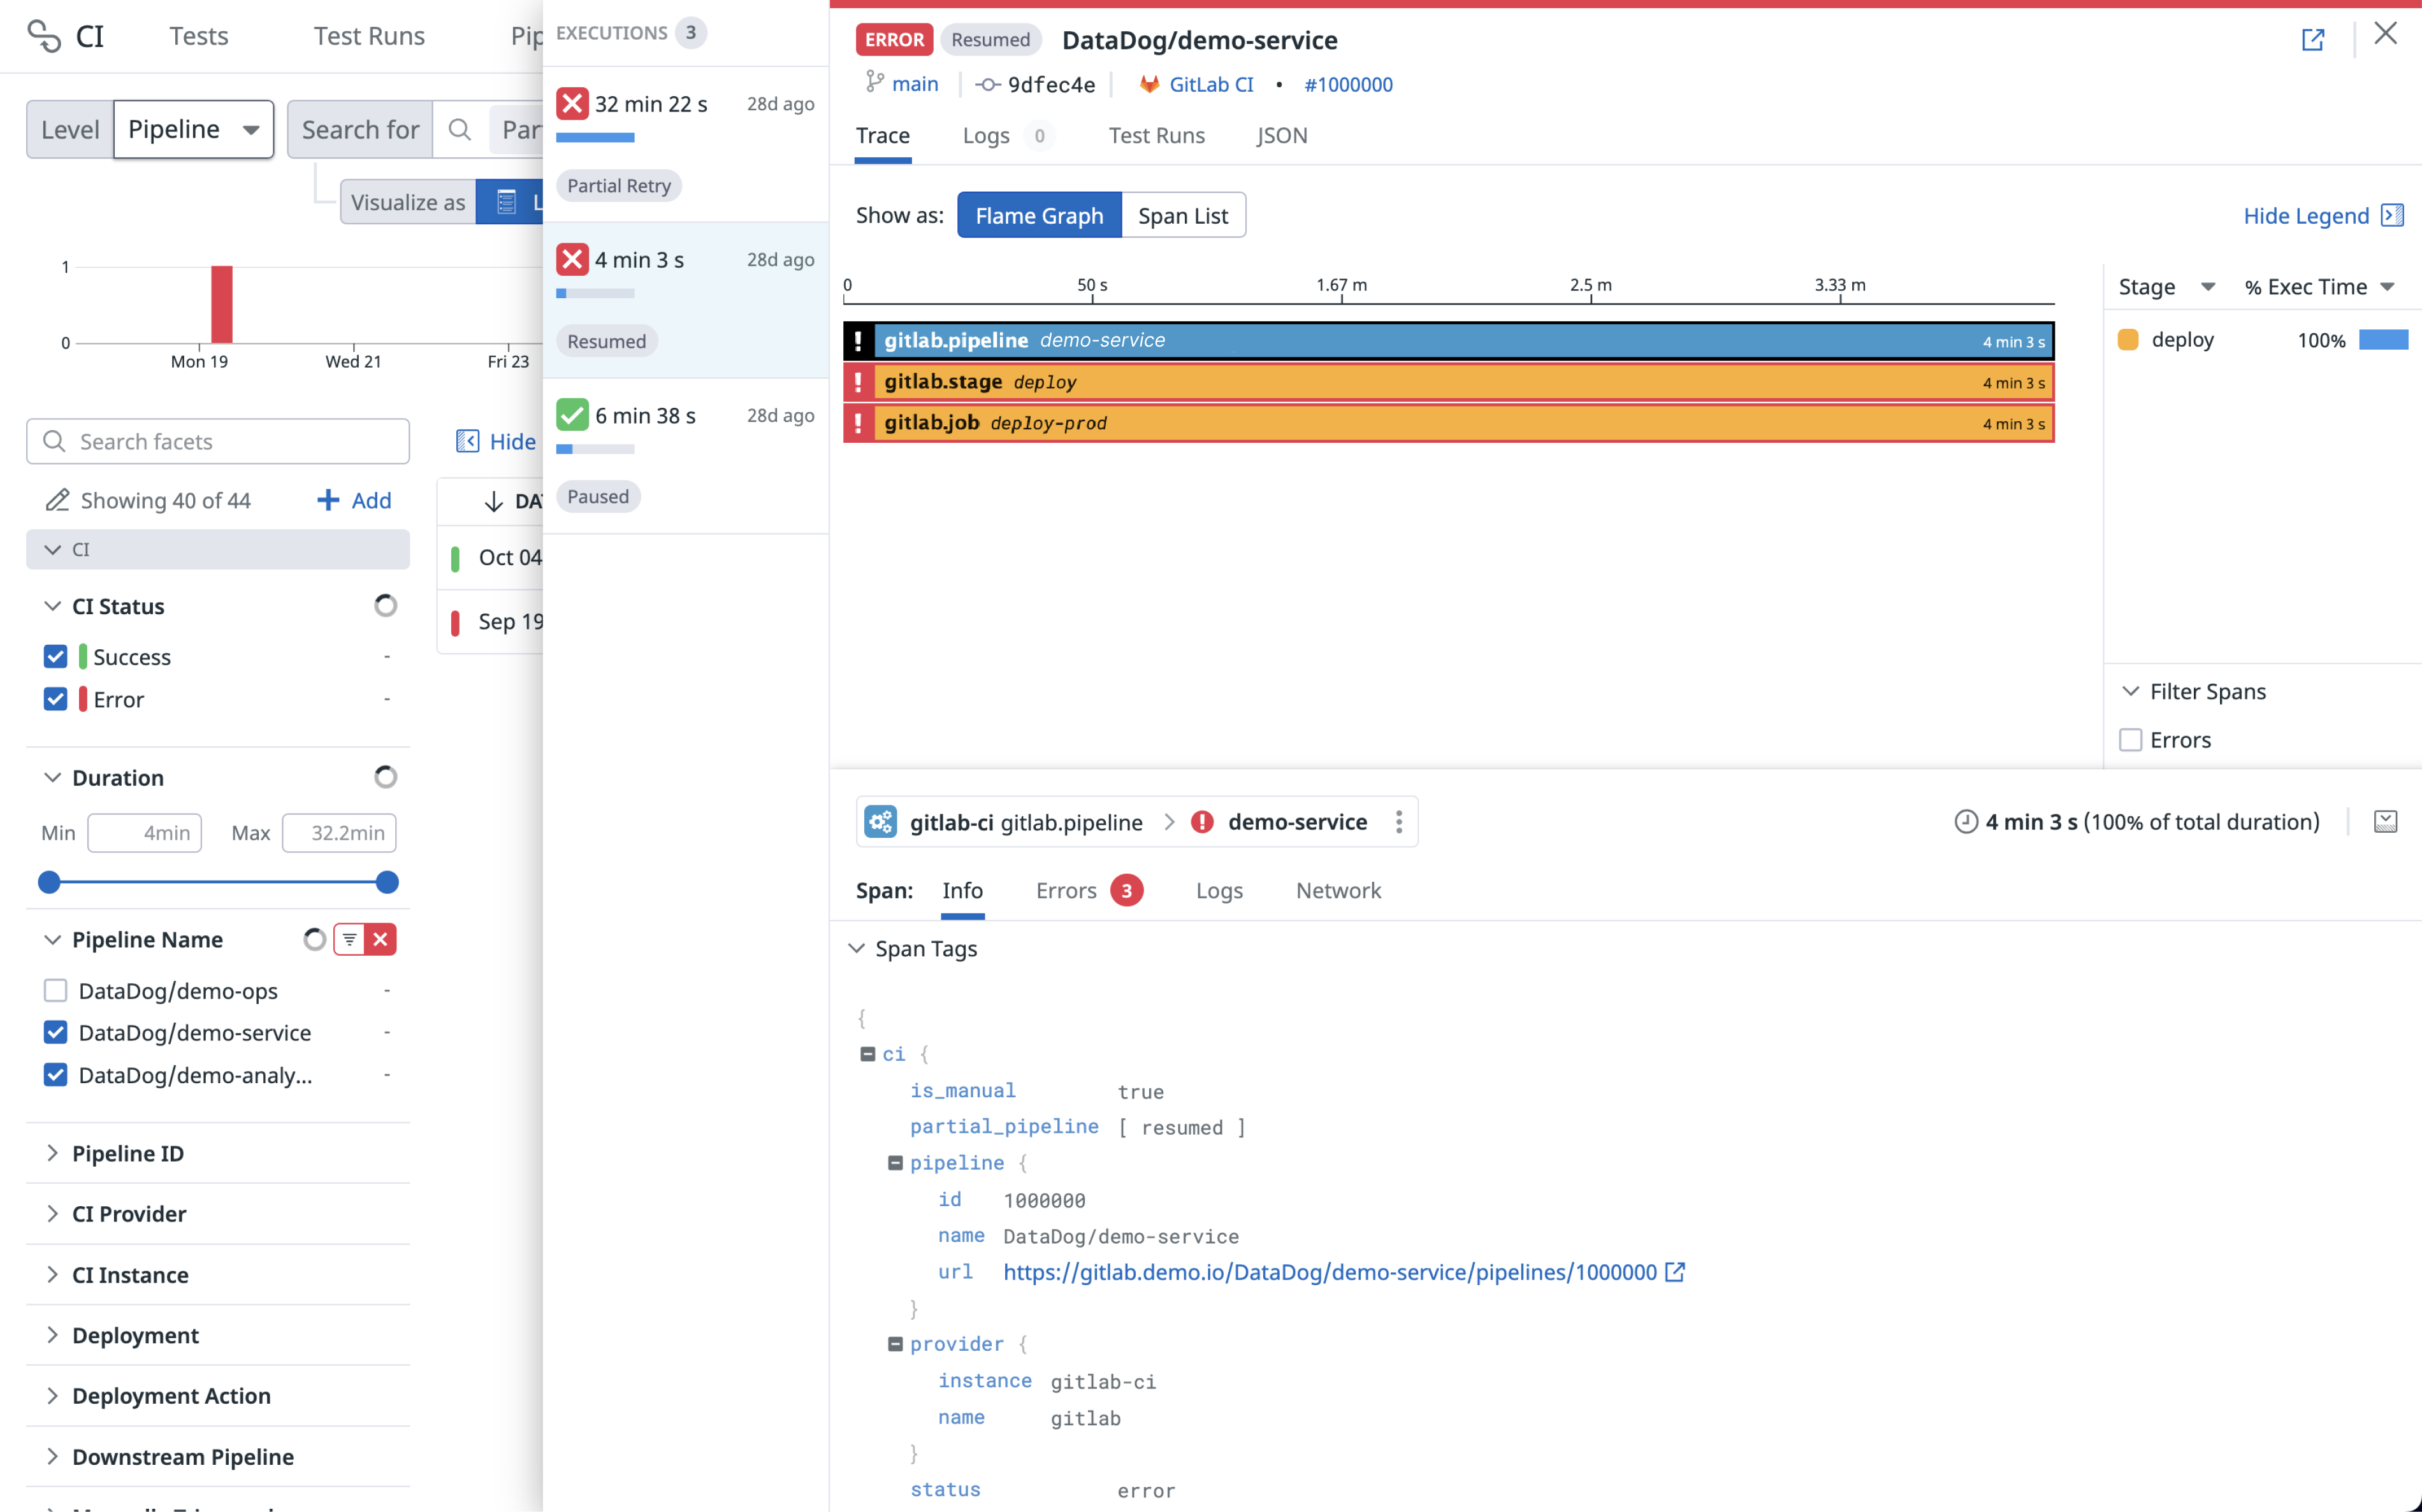 CI
Tests
Test Runs
Level
Pipeline
Search for
Visualize as
1
0
Mon 19
Wed 21
Fri 23
Search facets
Hide
Showing 40 of 44
Add
CI
Oct 04
Sep 19
CI Status
Success -
Error -
Duration
Min 4min Max 32.2min
Pipeline Name
DataDog/demo-ops -
DataDog/demo-service -
DataDog/demo-analy... -
Pipeline ID
CI Provider
CI Instance
Deployment
Deployment Action
Downstream Pipeline
EXECUTIONS 3
32 min 22 s 28d ago
Partial Retry
4 min 3 s 28d ago
Resumed
6 min 38 s 28d ago
Paused
ERROR Resumed DataDog/demo-service
main 9dfec4e GitLab CI • #1000000
Trace Logs 0 Test Runs JSON
Show as: Flame Graph Span List
Hide Legend
0 50 s 1.67 m 2.5 m 3.33 m
! gitlab.pipeline demo-service 4 min 3 s
! gitlab.stage deploy 4 min 3 s
! gitlab.job deploy-prod 4 min 3 s
Stage % Exec Time
deploy 100%
Filter Spans
Errors
gitlab-ci gitlab.pipeline > ! demo-service
4 min 3 s (100% of total duration)
Span: Info Errors 3 Logs Network
Span Tags
{
ci {
is_manual true
partial_pipeline [ resumed ]
pipeline {
id 1000000
name DataDog/demo-service
url https://gitlab.demo.io/DataDog/demo-service/pipelines/1000000
}
provider {
instance gitlab-ci
name gitlab
}
status error